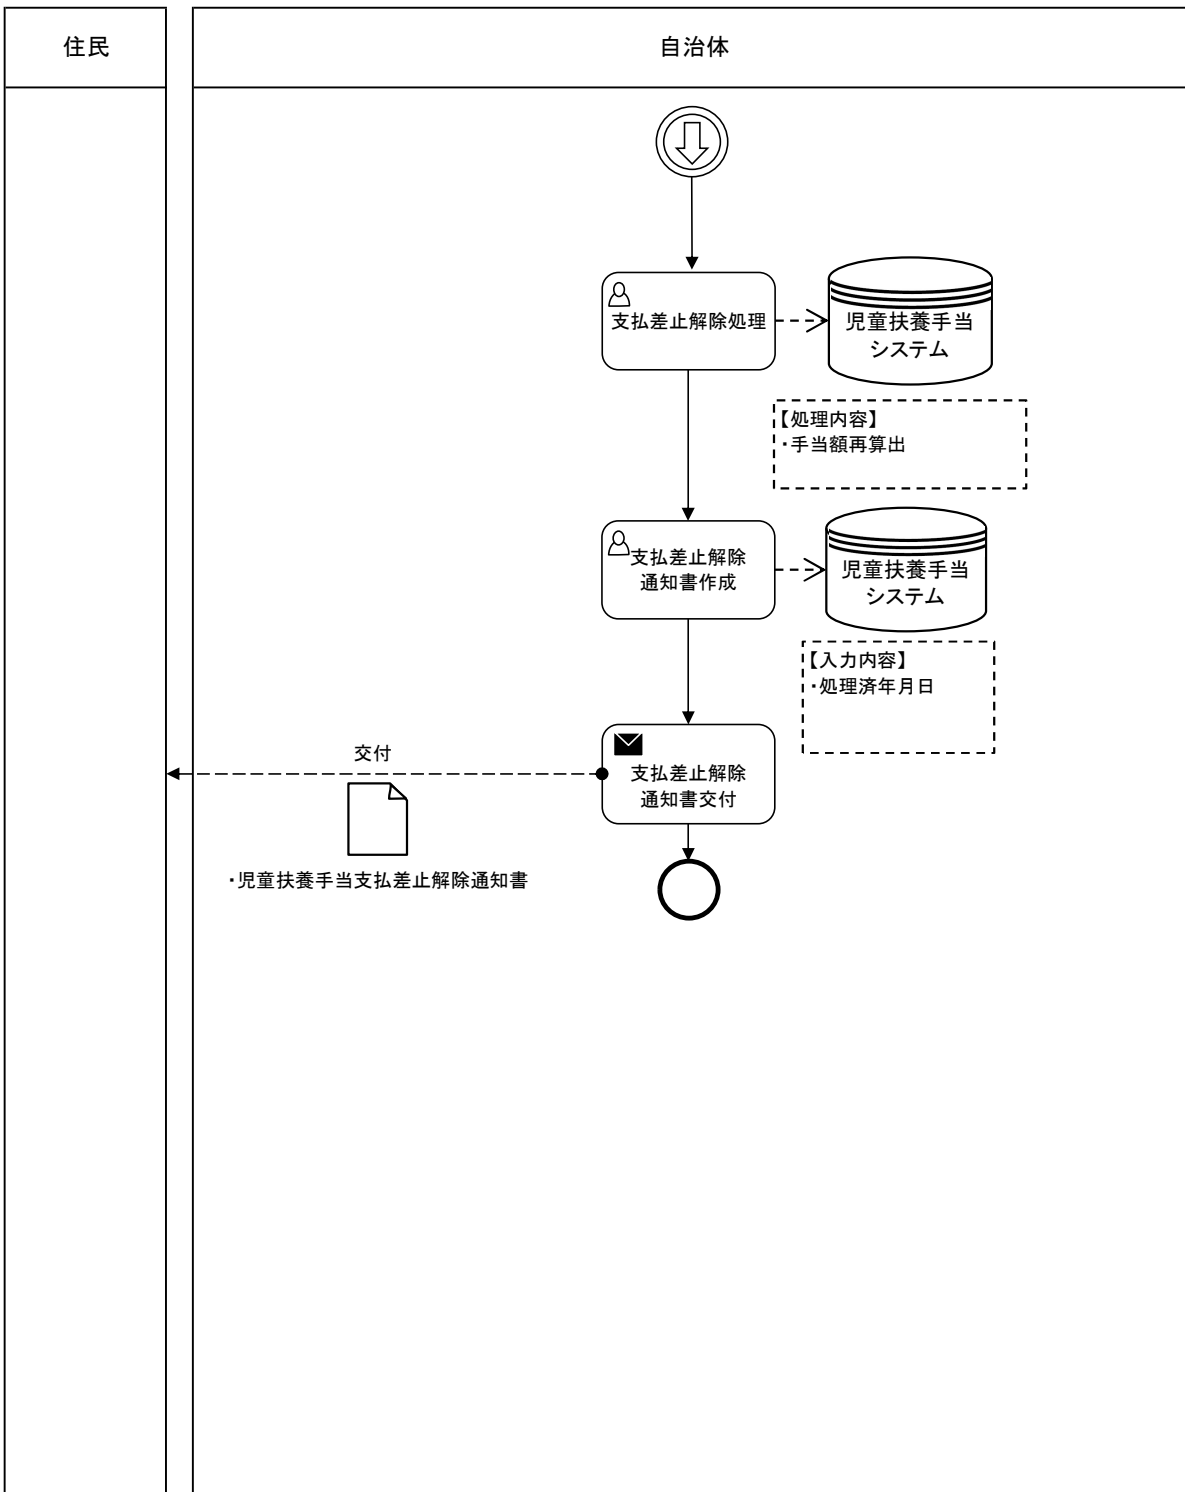 住民
自治体
支払差止解除処理
児童扶養手当
システム
【処理内容】
・手当額再算出
支払差止解除
通知書作成
児童扶養手当
システム
【入力内容】
・処理済年月日
交付
支払差止解除
通知書交付
・児童扶養手当支払差止解除通知書